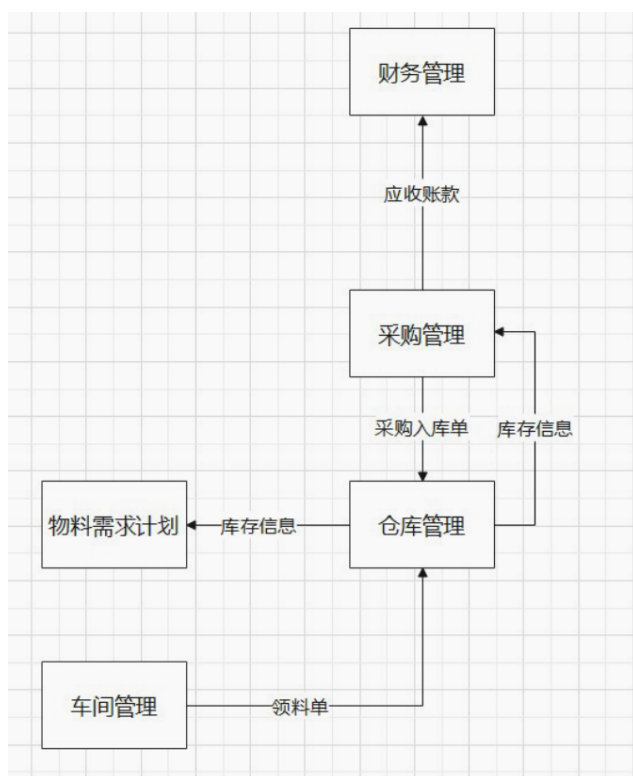 财务管理
应收账款
采购管理
采购入库单
库存信息
物料需求计划
库存信息
仓库管理
车间管理
领料单